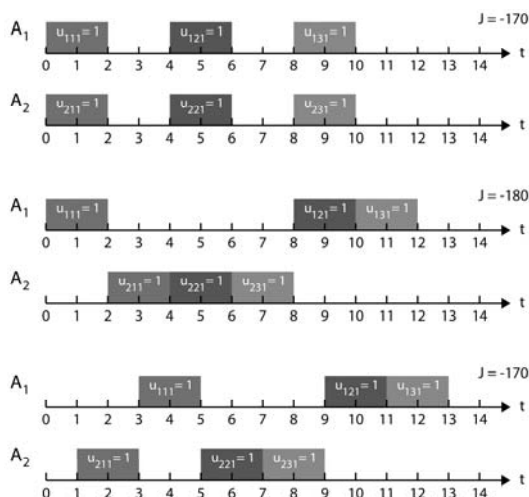 J = -170
A₁ u₁₁₁= 1 u₁₂₁= 1 u₁₃₁= 1
0 1 2 3 4 5 6 7 8 9 10 11 12 13 14 t
A₂ u₂₁₁= 1 u₂₂₁= 1 u₂₃₁= 1
0 1 2 3 4 5 6 7 8 9 10 11 12 13 14 t
J = -180
A₁ u₁₁₁= 1 u₁₂₁= 1 u₁₃₁= 1
0 1 2 3 4 5 6 7 8 9 10 11 12 13 14 t
A₂ u₂₁₁= 1 u₂₂₁= 1 u₂₃₁= 1
0 1 2 3 4 5 6 7 8 9 10 11 12 13 14 t
J = -170
A₁ u₁₁₁= 1 u₁₂₁= 1 u₁₃₁= 1
0 1 2 3 4 5 6 7 8 9 10 11 12 13 14 t
A₂ u₂₁₁= 1 u₂₂₁= 1 u₂₃₁= 1
0 1 2 3 4 5 6 7 8 9 10 11 12 13 14 t